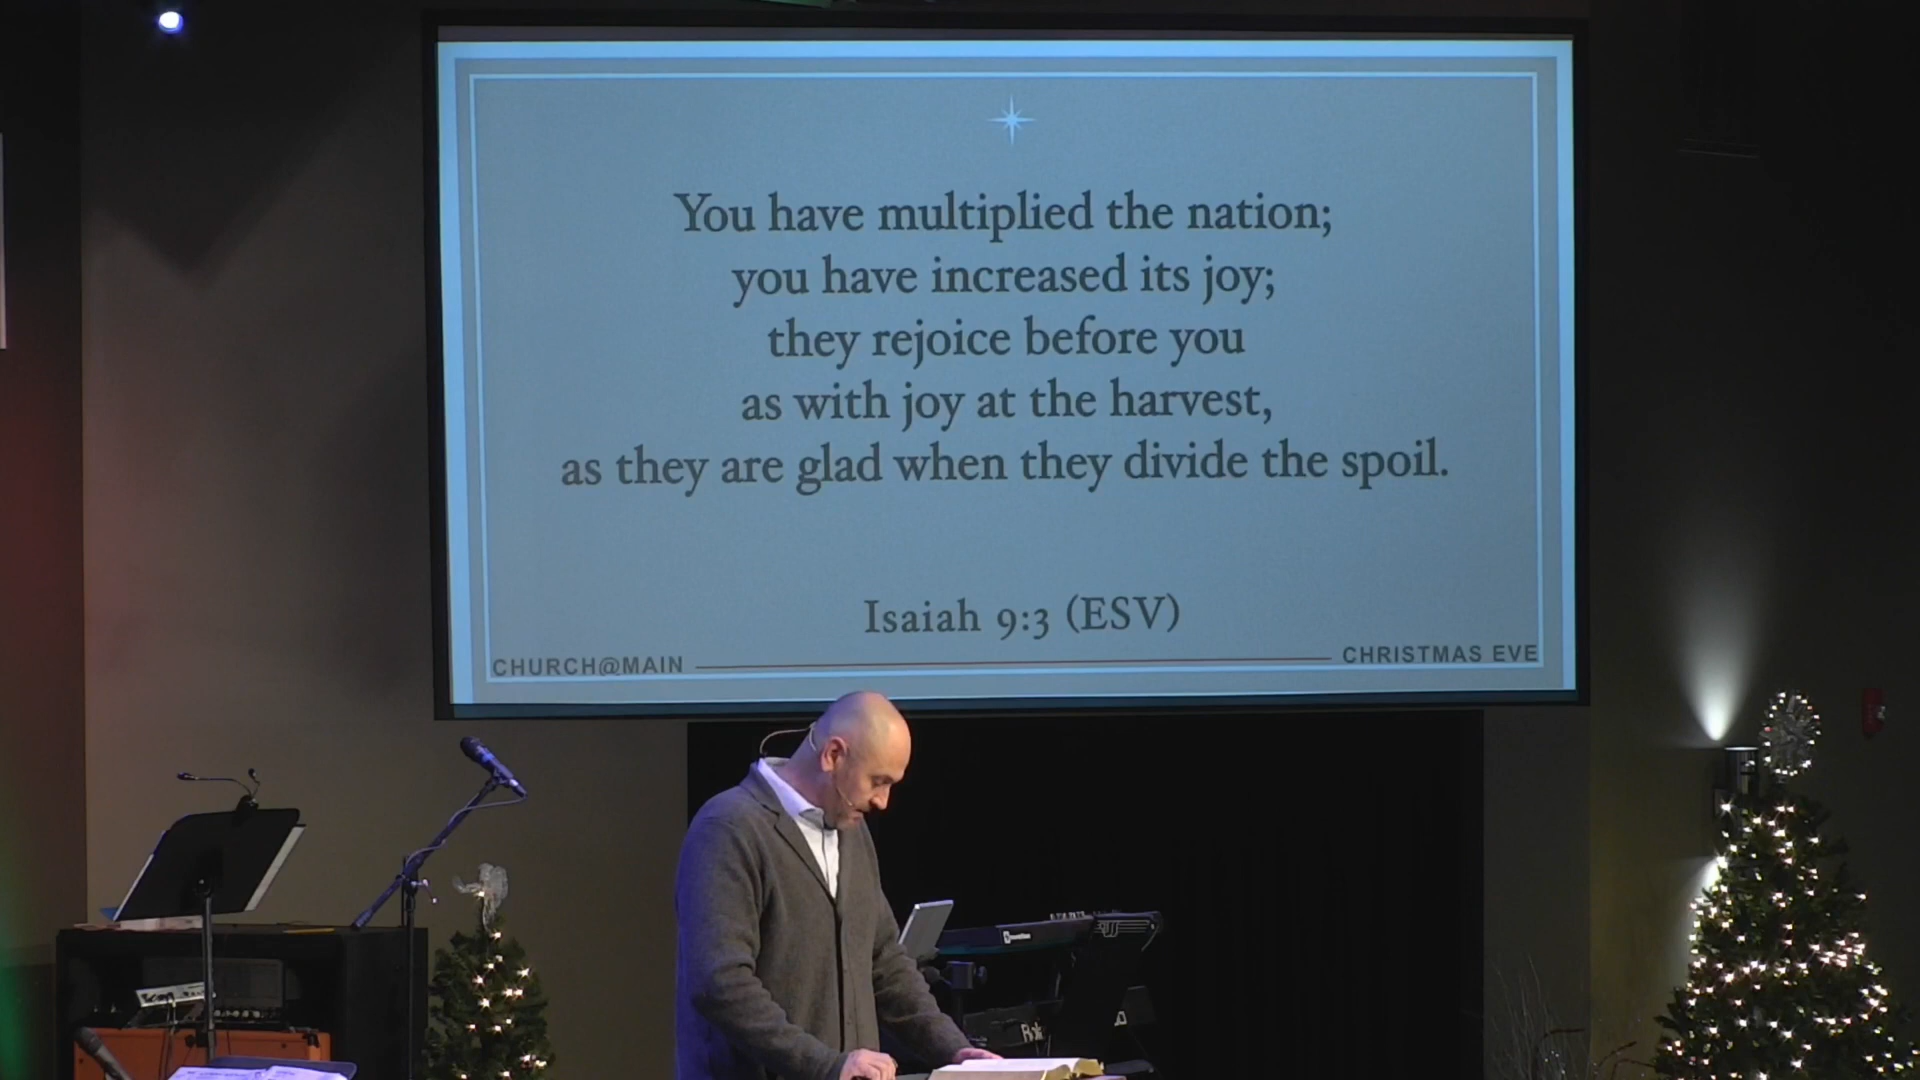 You have multiplied the nation;
you have increased its joy;
they rejoice before you
as with joy at the harvest,
as they are glad when they divide the spoil.
Isaiah 9:3 (ESV)
CHURCH@MAIN
CHRISTMAS EVE